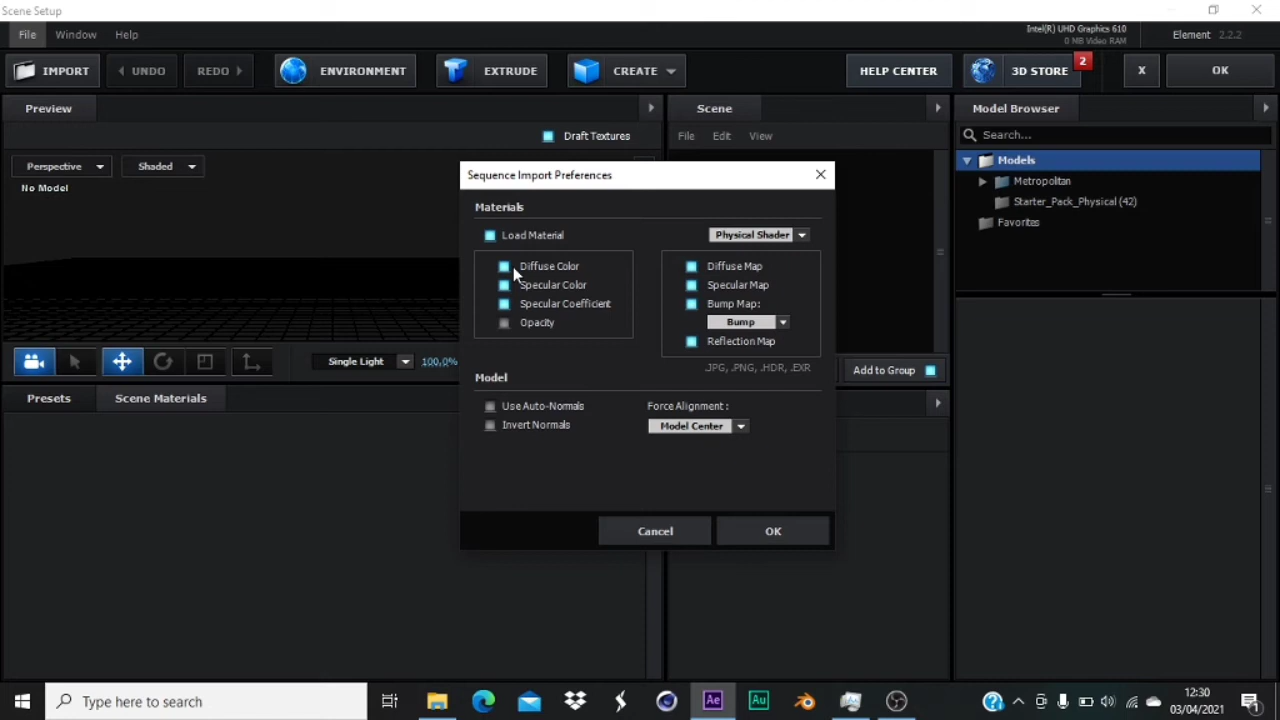 Scene Setup
File Window Help
Intel(R) UHD Graphics 610
0 MB Video RAM
Element 2.2.2
IMPORT UNDO REDO ENVIRONMENT EXTRUDE CREATE HELP CENTER 3D STORE 2 X OK
Preview Scene Model Browser
Draft Textures File Edit View Search...
Perspective Shaded
No Model
Models
Metropolitan
Starter_Pack_Physical (42)
Favorites
Sequence Import Preferences
Materials
Load Material Physical Shader
Diffuse Color Diffuse Map
Specular Color Specular Map
Specular Coefficient Bump Map:
Opacity Bump
Reflection Map
.JPG, .PNG, .HDR, .EXR
Model
Use Auto-Normals Force Alignment :
Invert Normals Model Center
Cancel OK
Single Light 100.0% Add to Group
Presets Scene Materials
Type here to search
Ae Au
12:30
03/04/2021
1